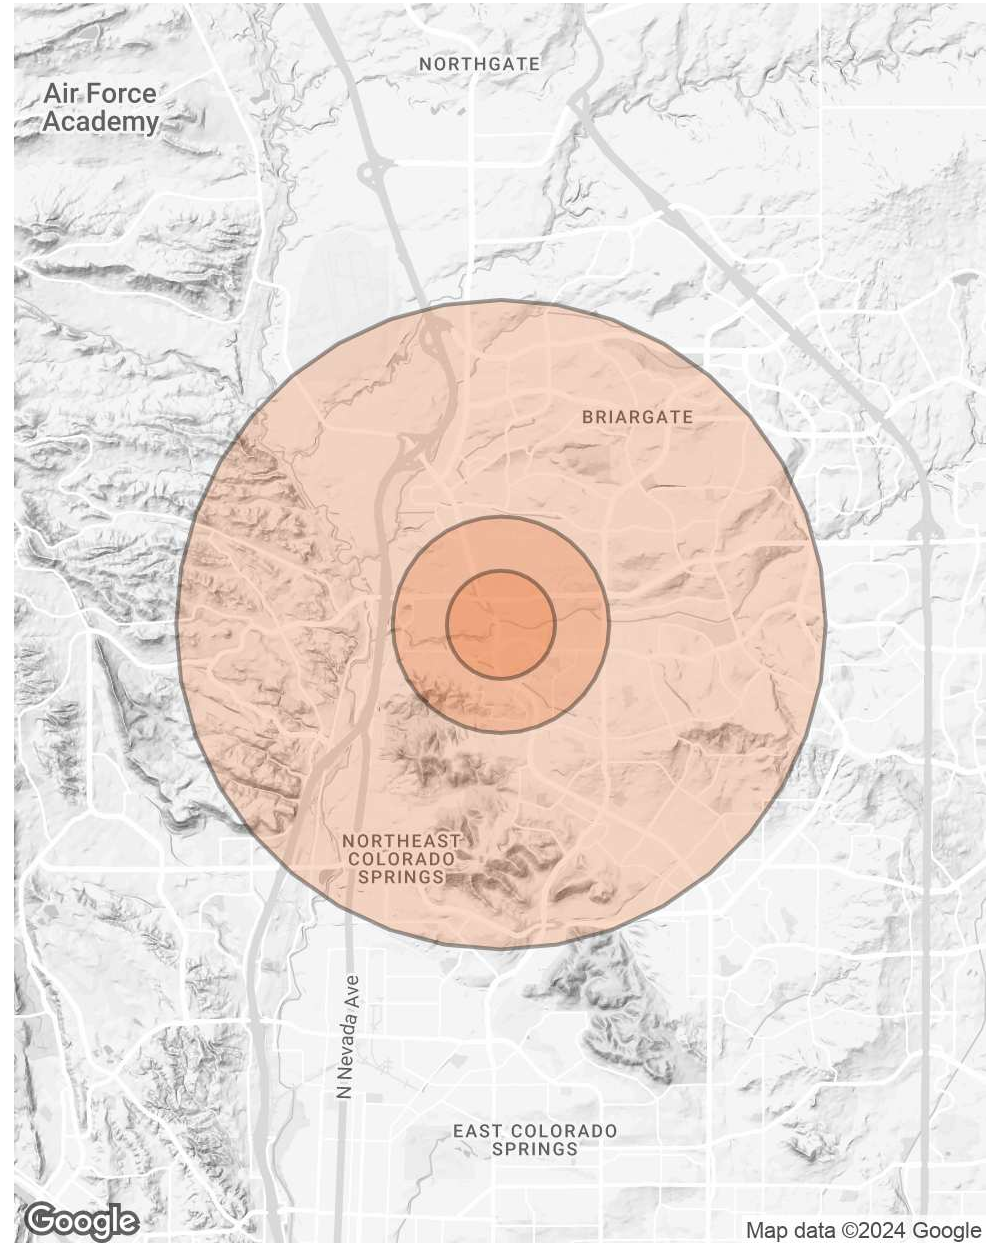 NORTHGATE
Air Force
Academy
BRIARGATE
NORTHEAST
COLORADO
SPRINGS
N Nevada Ave
EAST COLORADO
SPRINGS
Google
Map data ©2024 Google